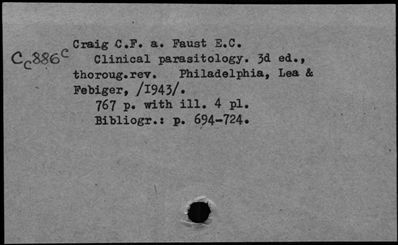 Craig C.F. a. Faust E.C.
Cc886c
Clinical parasitology. 3d ed.,
thoroug.rev. Philadelphia, Lea &
Febiger, /1943/.
767 p. with ill. 4 pl.
Bibliogr.: p. 694-724.